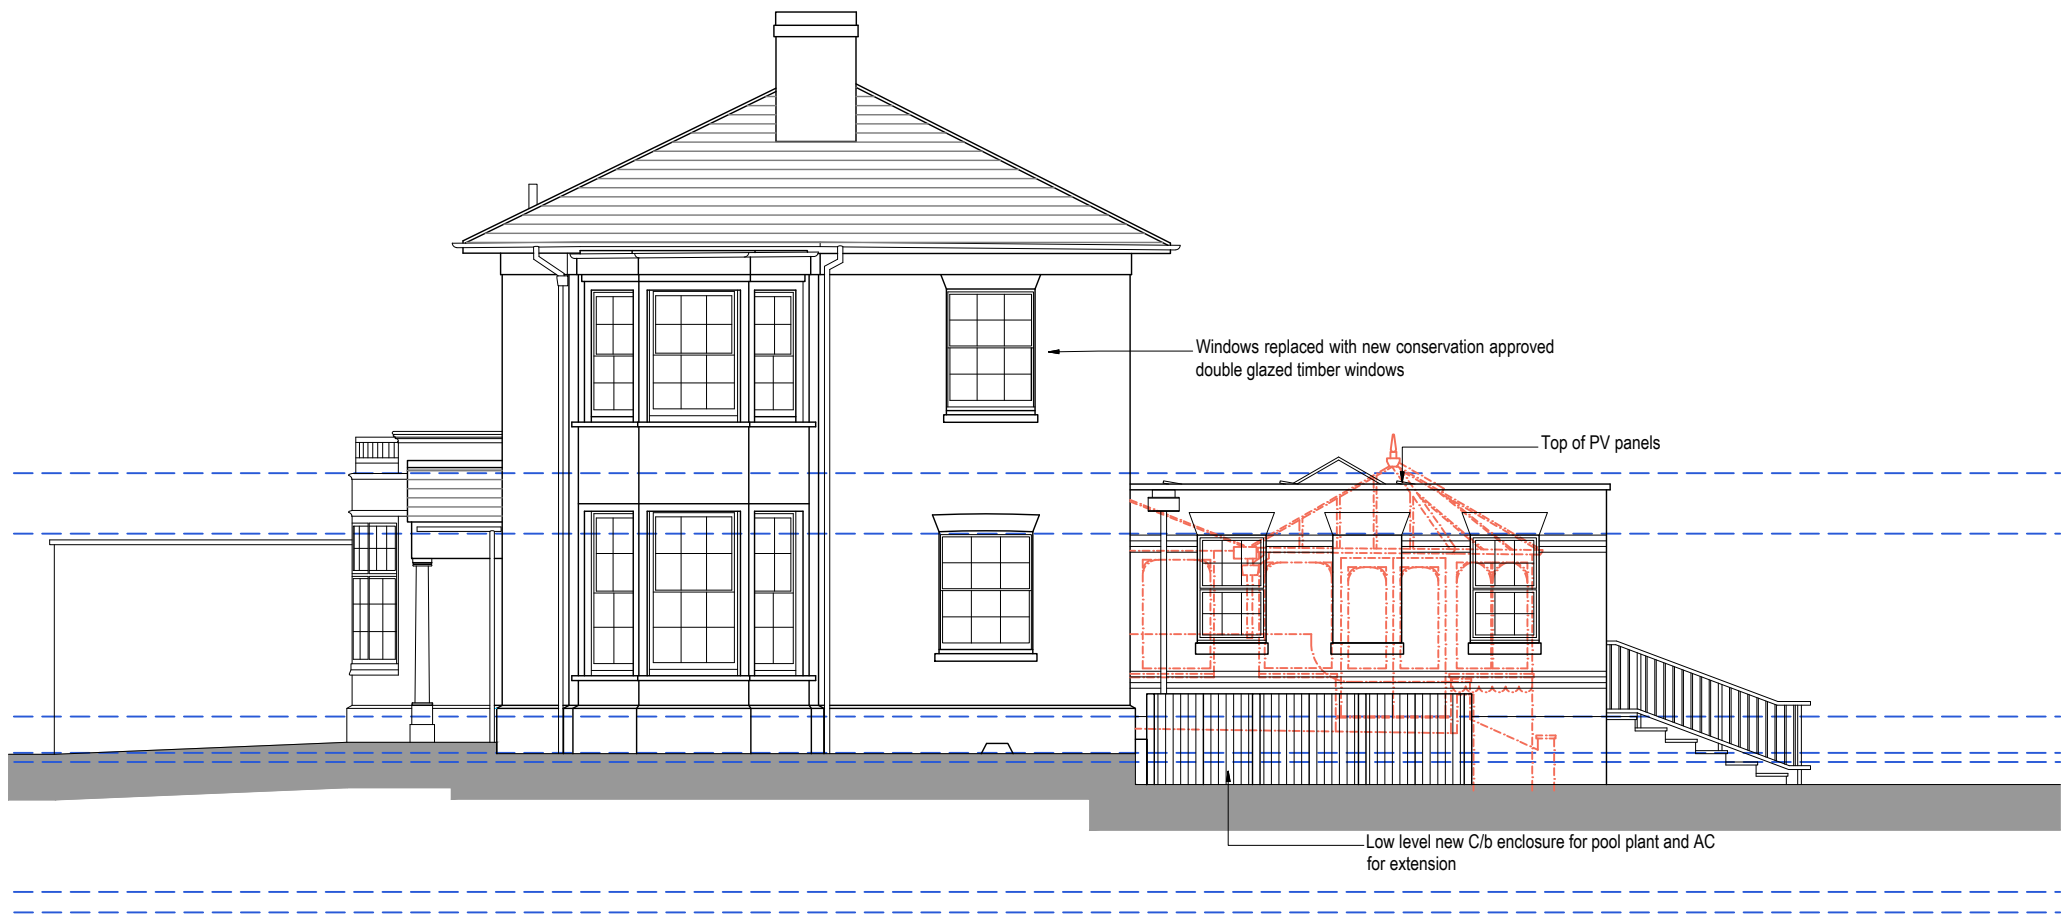 Windows replaced with new conservation approved
double glazed timber windows
Top of PV panels
Low level new C/b enclosure for pool plant and AC
for extension